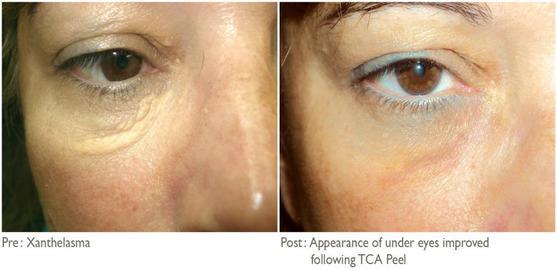 Pre: Xanthelasma
Post: Appearance of under eyes improved
following TCA Peel